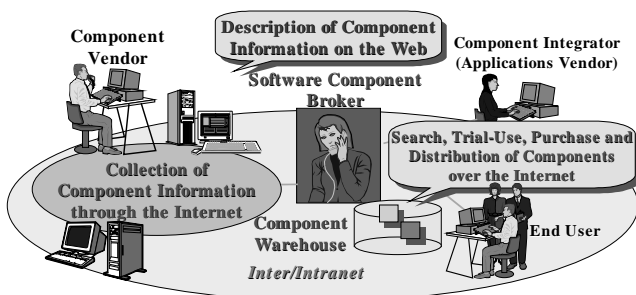 Component
Vendor
Description of Component
Information on the Web
Component Integrator
(Applications Vendor)
Software Component
Broker
Search, Trial-Use, Purchase and
Distribution of Components
over the Internet
Collection of
Component Information
through the Internet
Component
Warehouse
End User
Inter/Intranet